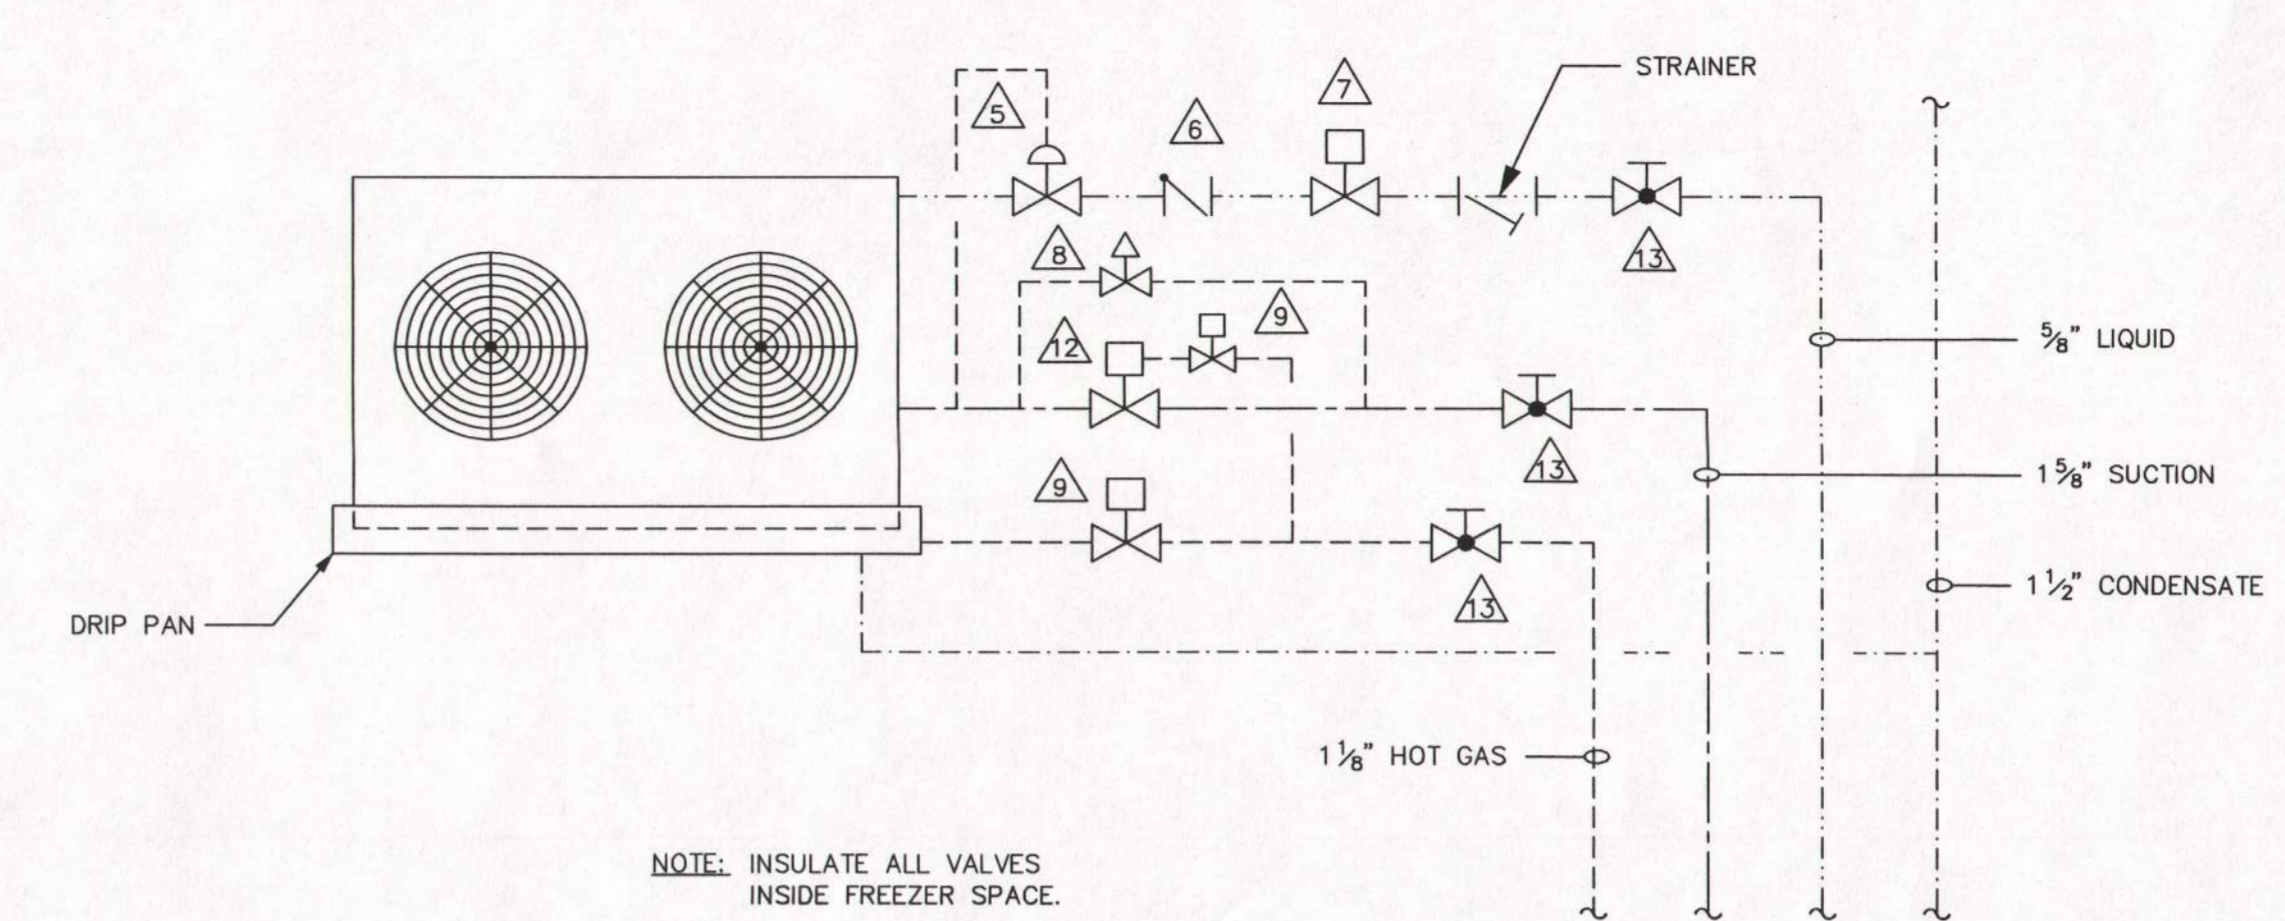 STRAINER
7
5
6
13
8
9
5/8" LIQUID
12
13
1 5/8" SUCTION
9
1 1/2" CONDENSATE
13
DRIP PAN
1 1/8" HOT GAS
NOTE: INSULATE ALL VALVES
INSIDE FREEZER SPACE.